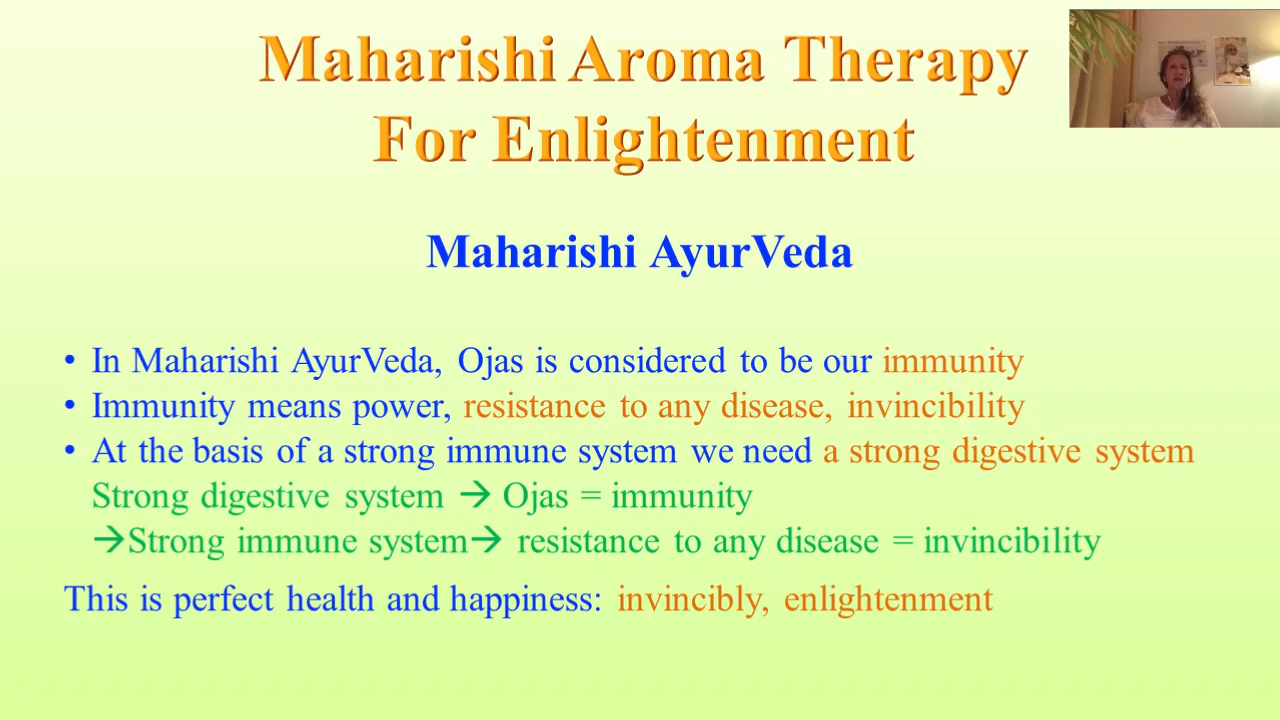 Maharishi Aroma Therapy
For Enlightenment
Maharishi AyurVeda
• In Maharishi AyurVeda, Ojas is considered to be our immunity
• Immunity means power, resistance to any disease, invincibility
• At the basis of a strong immune system we need a strong digestive system
Strong digestive system → Ojas = immunity
→Strong immune system→ resistance to any disease = invincibility
This is perfect health and happiness: invincibly, enlightenment